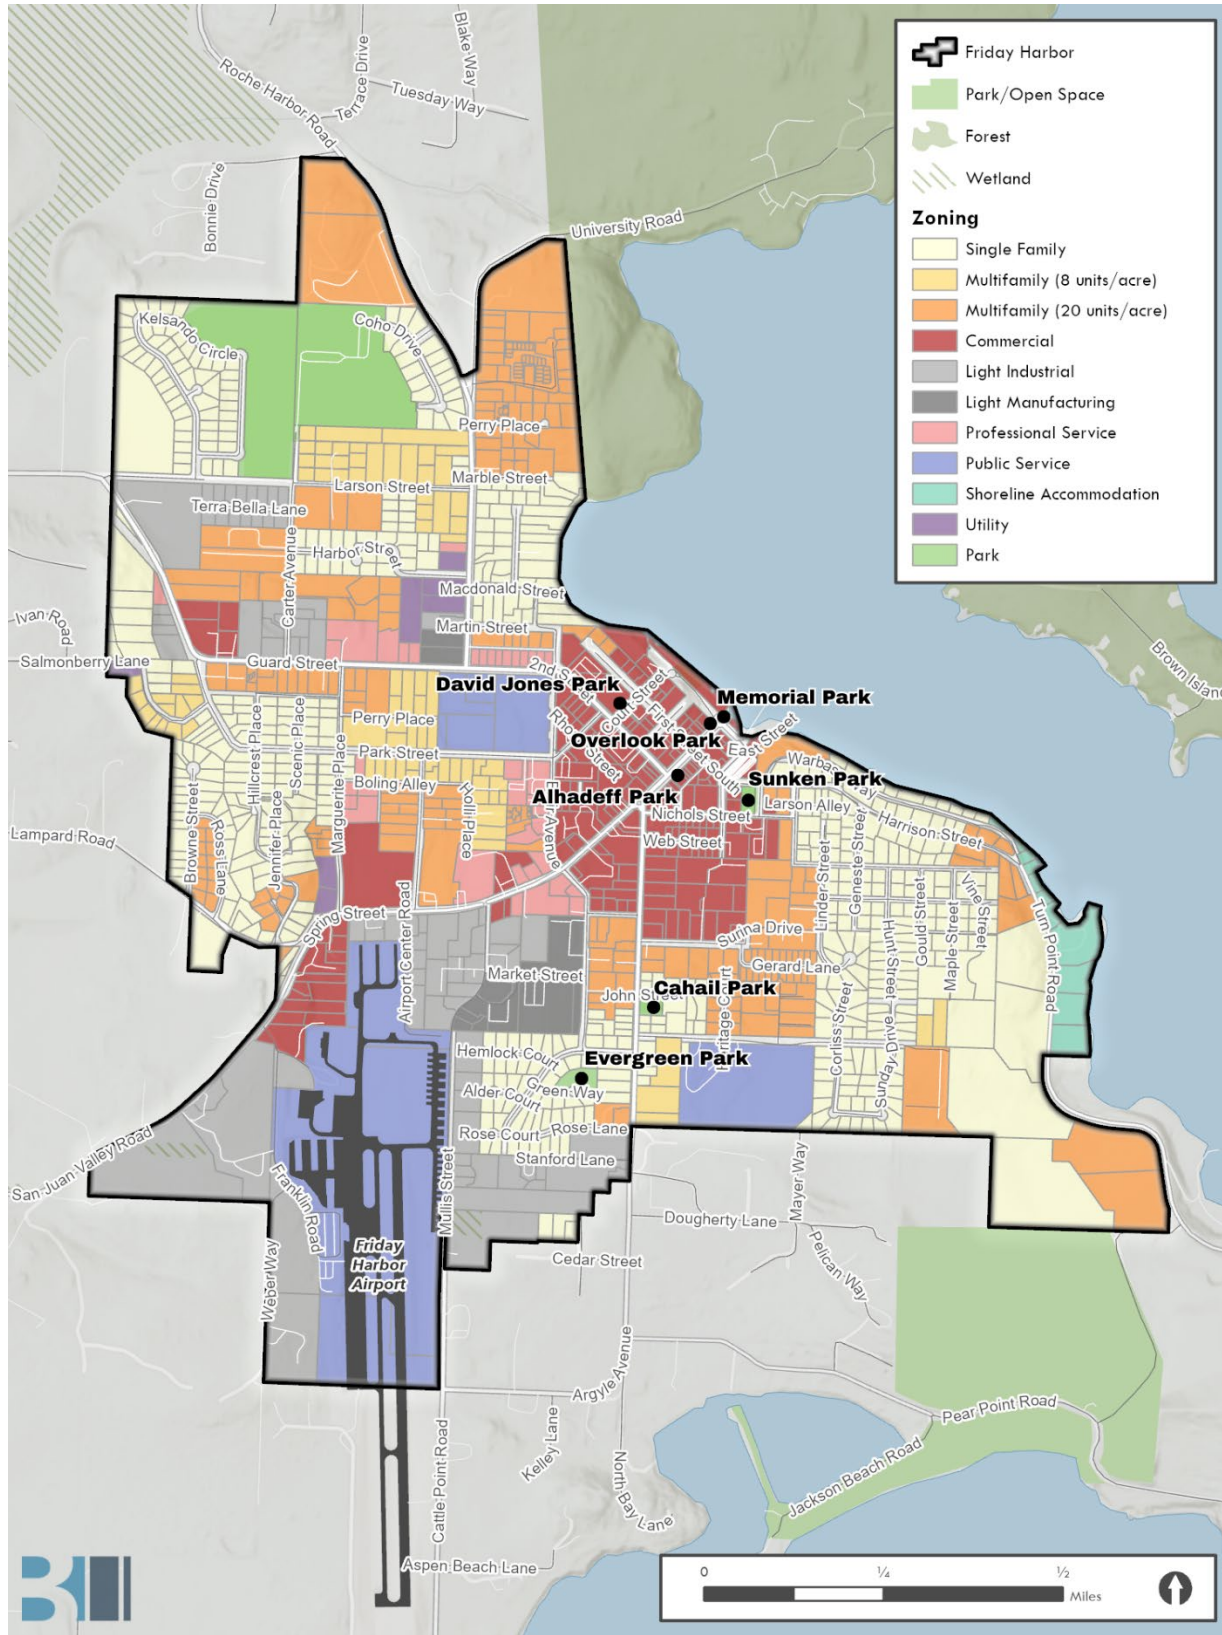 Friday Harbor
Park/Open Space
Forest
Wetland
Zoning
Single Family
Multifamily (8 units/acre)
Multifamily (20 units/acre)
Commercial
Light Industrial
Light Manufacturing
Professional Service
Public Service
Shoreline Accommodation
Utility
Park
Blake Way
Terrace Drive
Roche Harbor Road
Tuesday Way
Bonnie Drive
University Road
Kelsando Circle
Coho Drive
Perry Place
Marble Street
Larson Street
Terra Bella Lane
Harbor Street
Carter Avenue
Macdonald Street
Ivan Road
Martin Street
Salmonberry Lane
Guard Street
Brown Island
2nd Street
Court Street
David Jones Park
Memorial Park
First Street South
Perry Place
Overlook Park
East Street
Hillcrest Place
Scenic Place
Park Street
Warbass Way
Boling Alley
Sunken Park
Marguerite Place
Holli Place
Alhadeff Park
Larson Alley
Nichols Street
Harrison Street
Lampard Road
Browne Street
Ross Lane
Jennifer Place
Web Street
Linder Street
Geneste Street
Gould Street
Vine Street
Spring Street
Airport Center Road
Surina Drive
Hunt Street
Maple Street
Turn Point Road
Market Street
Gerard Lane
John Street
Cahail Park
Corliss Street
Sunday Drive
Hemlock Court
Evergreen Park
Green Way
Alder Court
Rose Court
Rose Lane
Stanford Lane
San Juan Valley Road
Franklin Road
Mullis Street
Mayer Way
Dougherty Lane
Pelican Way
Friday
Harbor
Airport
Cedar Street
Weber Way
Argyle Avenue
Pear Point Road
Kelley Lane
Cattle Point Road
North Bay Lane
Jackson Beach Road
Aspen Beach Lane
0 ¼ ½
Miles